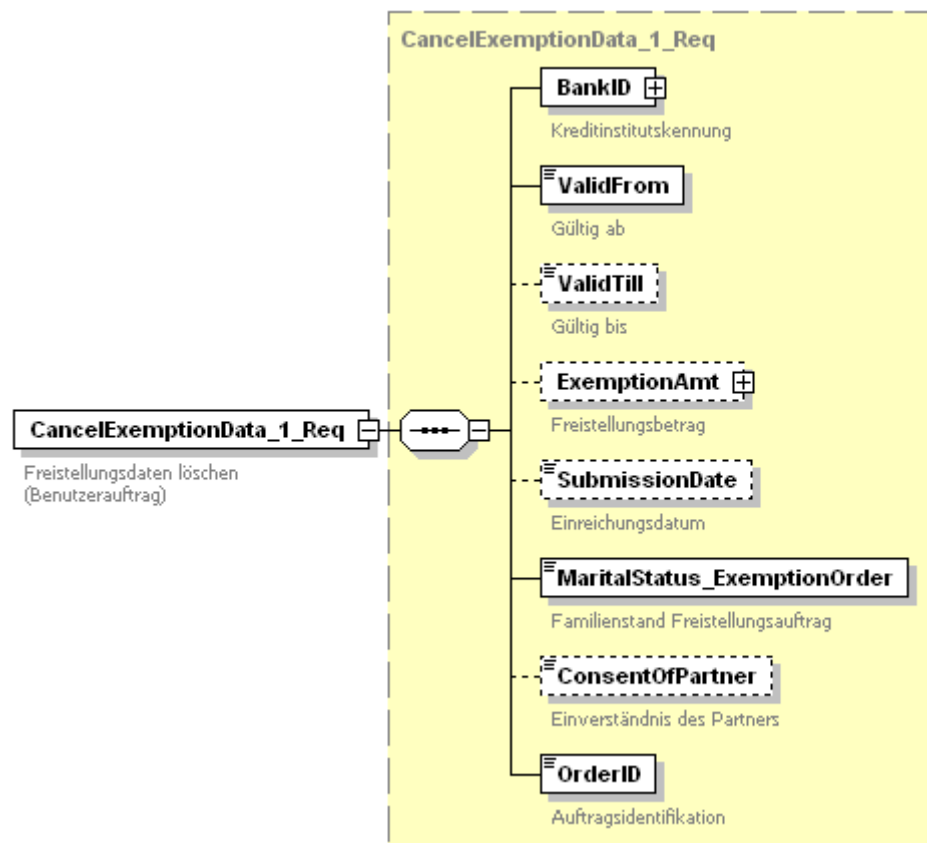 CancelExemptionData_1_Req
BankID
Kreditinstitutskennung
ValidFrom
Gültig ab
ValidTill
Gültig bis
ExemptionAmt
Freistellungsbetrag
CancelExemptionData_1_Req
Freistellungsdaten löschen
(Benutzerauftrag)
SubmissionDate
Einreichungsdatum
MaritalStatus_ExemptionOrder
Familienstand Freistellungsauftrag
ConsentOfPartner
Einverständnis des Partners
OrderID
Auftragsidentifikation